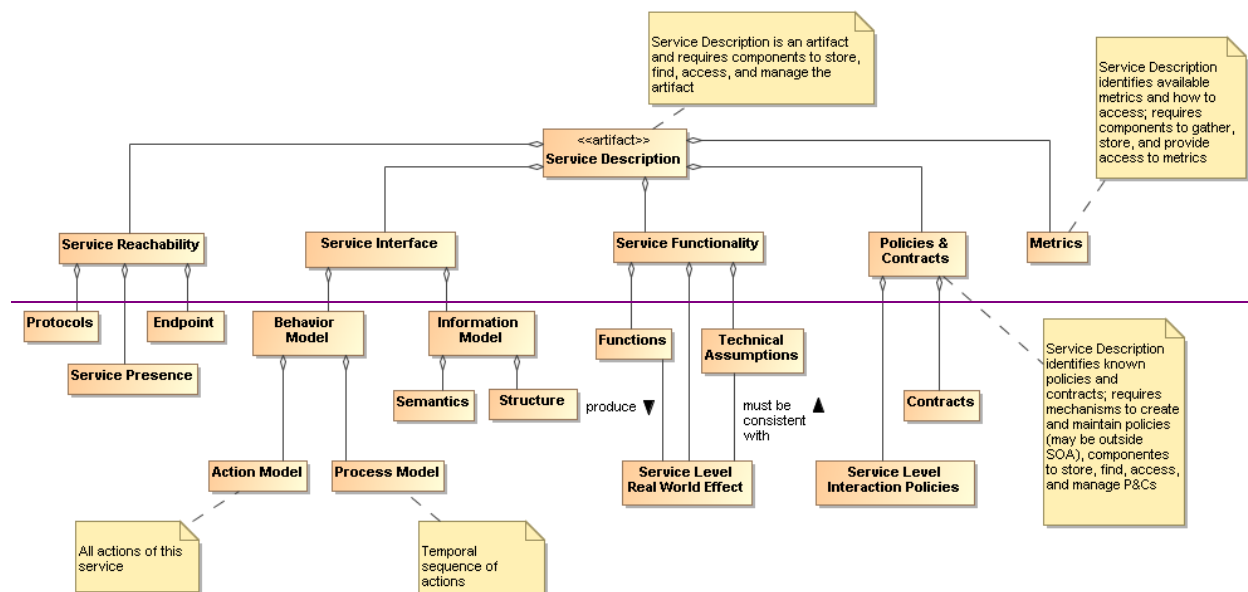 Service Description is an artifact
and requires components to store,
find, access, and manage the
artifact
Service Description
identifies available
metrics and how to
access; requires
components to gather,
store, and provide
access to metrics
<<artifact>>
Service Description
Service Reachability
Service Interface
Service Functionality
Policies &
Contracts
Metrics
Protocols
Endpoint
Service Presence
Behavior
Model
Information
Model
Functions
Technical
Assumptions
Semantics
Structure
produce ▼
must be ▲
consistent
with
Contracts
Service Description
identifies known
policies and
contracts; requires
mechanisms to create
and maintain policies
(may be outside
SOA), componentes
to store, find, access,
and manage P&Cs
Action Model
Process Model
Service Level
Real World Effect
Service Level
Interaction Policies
All actions of this
service
Temporal
sequence of
actions